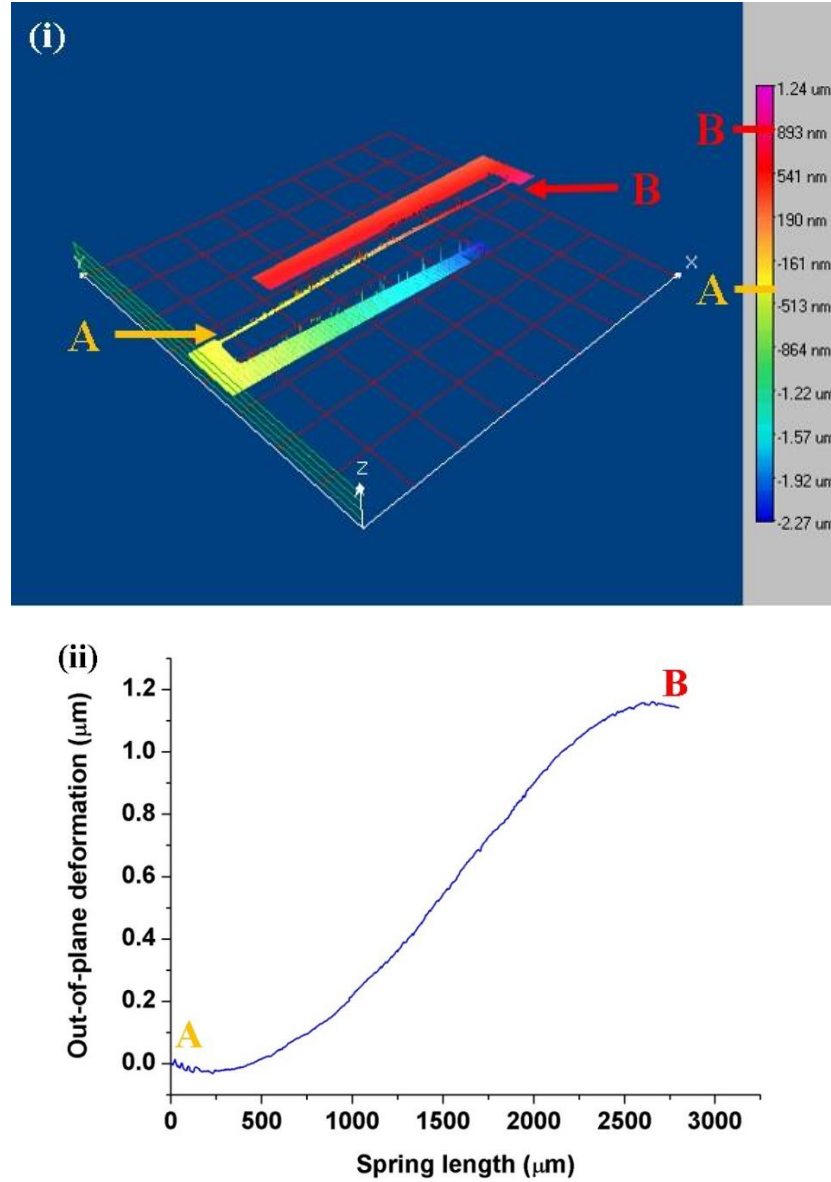 (i)
1.24 um
B
893 nm
541 nm
B
190 nm
Y
X
-161 nm
A
A
-513 nm
-864 nm
-1.22 um
Z
-1.57 um
-1.92 um
-2.27 um
(ii)
B
1.2
1.0
0.8
0.6
0.4
0.2
A
0.0
Out-of-plane deformation (μm)
0 500 1000 1500 2000 2500 3000
Spring length (μm)